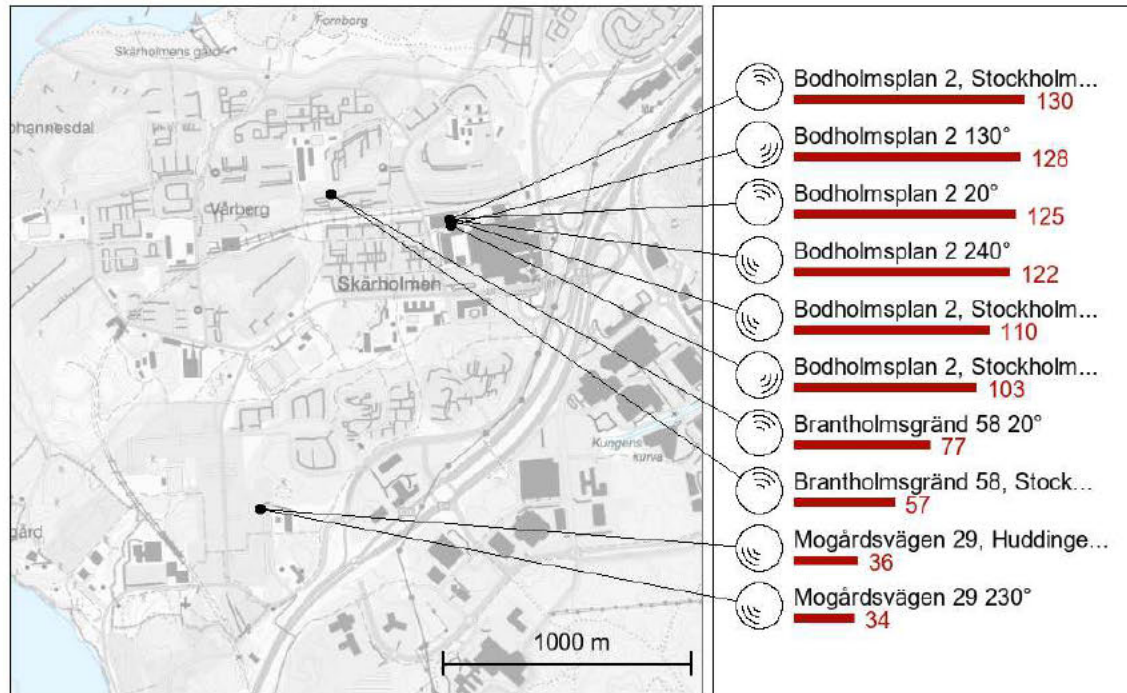 Fornborg
Skärholmens gård
Johannesdal
Vårberg
Skärholmen
Kungens
kurva
gård
1000 m
Bodholmsplan 2, Stockholm...
130
Bodholmsplan 2 130°
128
Bodholmsplan 2 20°
125
Bodholmsplan 2 240°
122
Bodholmsplan 2, Stockholm...
110
Bodholmsplan 2, Stockholm...
103
Brantholmsgränd 58 20°
77
Brantholmsgränd 58, Stock...
57
Mogårdsvägen 29, Huddinge...
36
Mogårdsvägen 29 230°
34